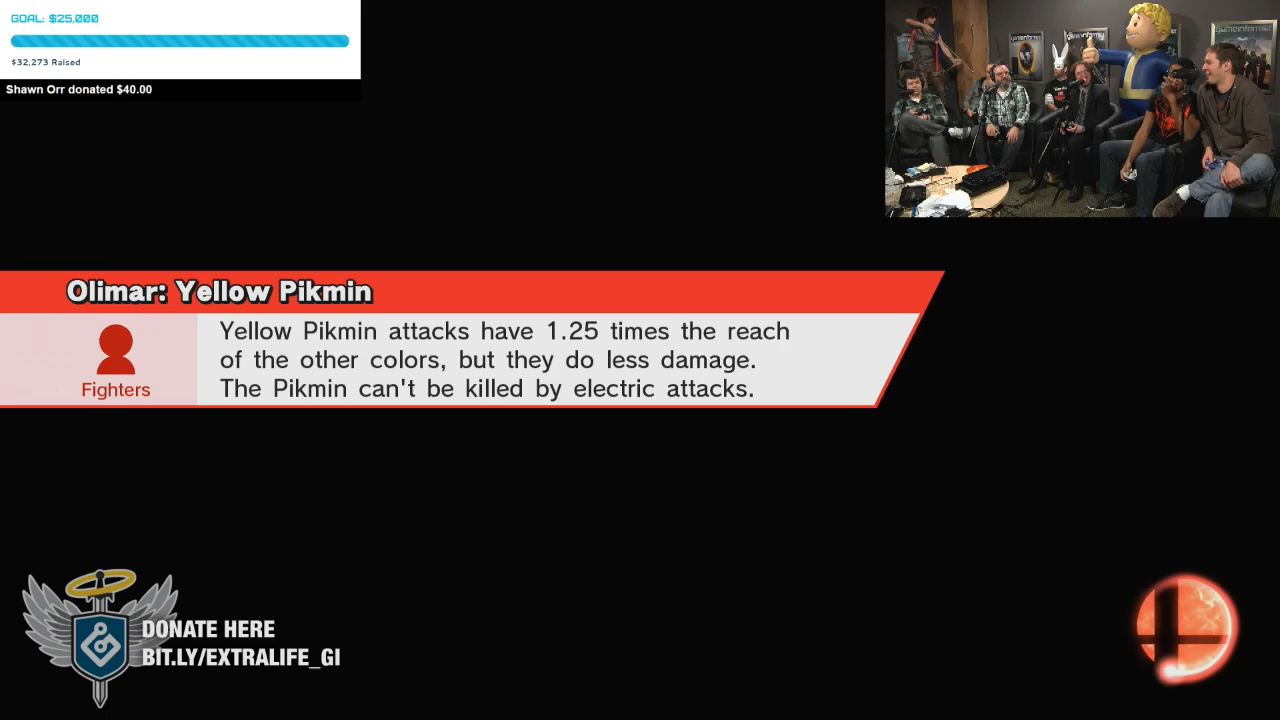 GOAL: $25,000
$32,273 Raised
Shawn Orr donated $40.00
gameinformer
Olimar: Yellow Pikmin
Yellow Pikmin attacks have 1.25 times the reach
of the other colors, but they do less damage.
The Pikmin can't be killed by electric attacks.
Fighters
DONATE HERE
BIT.LY/EXTRALIFE_GI